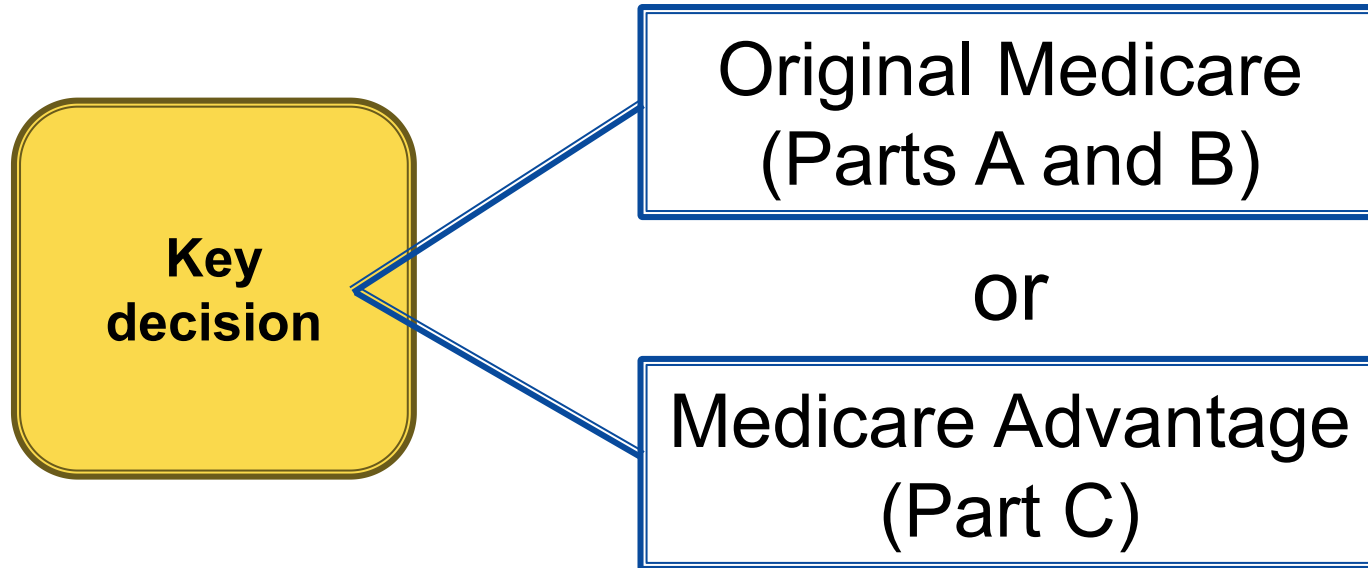 Key
decision
Original Medicare
(Parts A and B)
or
Medicare Advantage
(Part C)